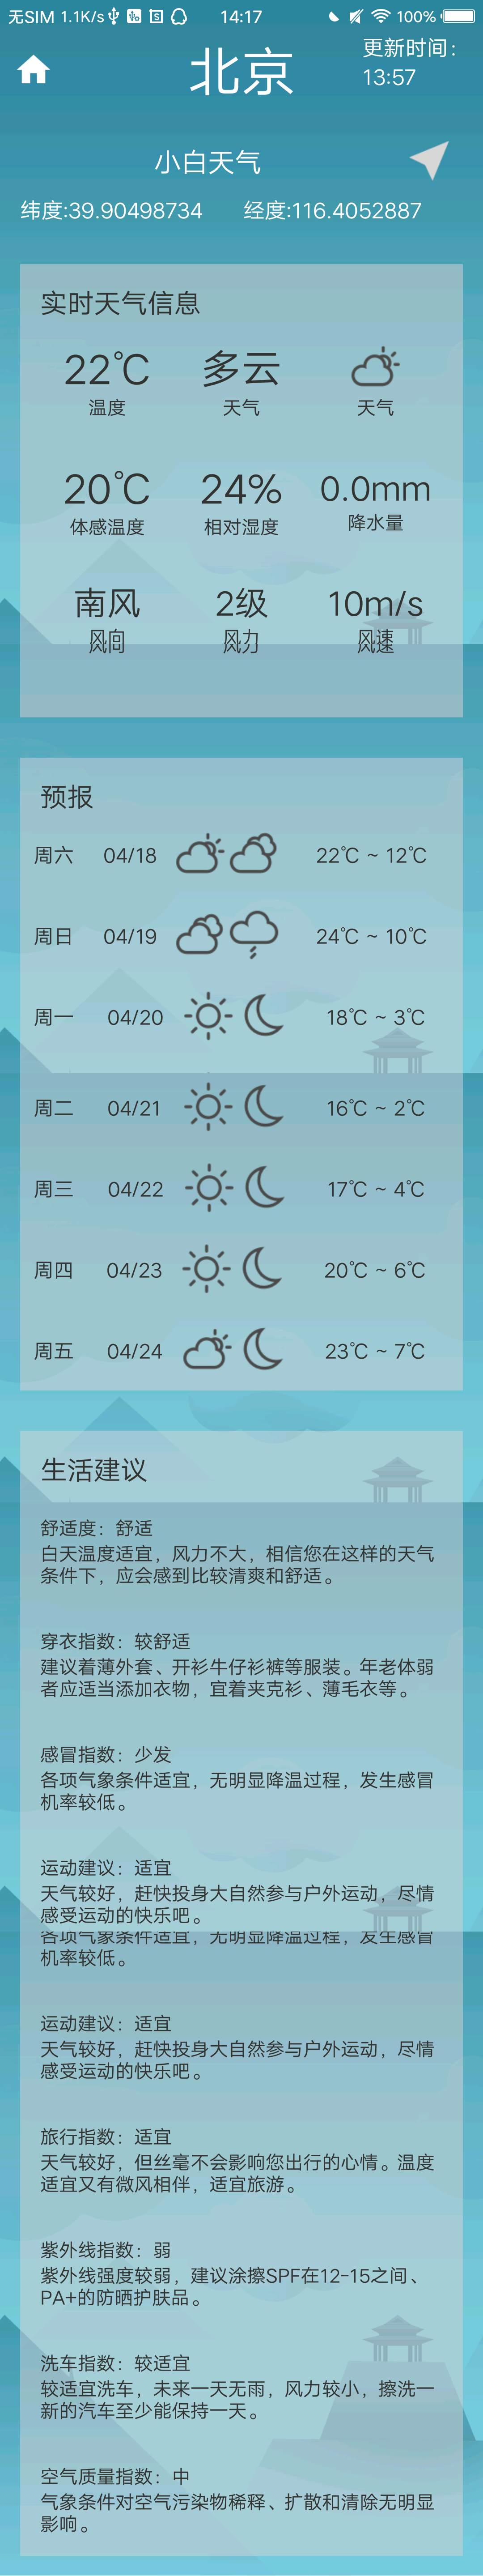 无SIM 1.1K/s 14:17 100%
北京
更新时间：
13:57
小白天气
纬度:39.90498734 经度:116.4052887
实时天气信息
22℃ 多云
温度 天气 天气
20℃ 24% 0.0mm
体感温度 相对湿度 降水量
南风 2级 10m/s
风向 风力 风速
预报
周六 04/18 22℃ ~ 12℃
周日 04/19 24℃ ~ 10℃
周一 04/20 18℃ ~ 3℃
周二 04/21 16℃ ~ 2℃
周三 04/22 17℃ ~ 4℃
周四 04/23 20℃ ~ 6℃
周五 04/24 23℃ ~ 7℃
生活建议
舒适度：舒适
白天温度适宜，风力不大，相信您在这样的天气
条件下，应会感到比较清爽和舒适。
穿衣指数：较舒适
建议着薄外套、开衫牛仔衫裤等服装。年老体弱
者应适当添加衣物，宜着夹克衫、薄毛衣等。
感冒指数：少发
各项气象条件适宜，无明显降温过程，发生感冒
机率较低。
运动建议：适宜
天气较好，赶快投身大自然参与户外运动，尽情
感受运动的快乐吧。
各项气象条件适宜，无明显降温过程，发生感冒
机率较低。
运动建议：适宜
天气较好，赶快投身大自然参与户外运动，尽情
感受运动的快乐吧。
旅行指数：适宜
天气较好，但丝毫不会影响您出行的心情。温度
适宜又有微风相伴，适宜旅游。
紫外线指数：弱
紫外线强度较弱，建议涂擦SPF在12-15之间、
PA+的防晒护肤品。
洗车指数：较适宜
较适宜洗车，未来一天无雨，风力较小，擦洗一
新的汽车至少能保持一天。
空气质量指数：中
气象条件对空气污染物稀释、扩散和清除无明显
影响。